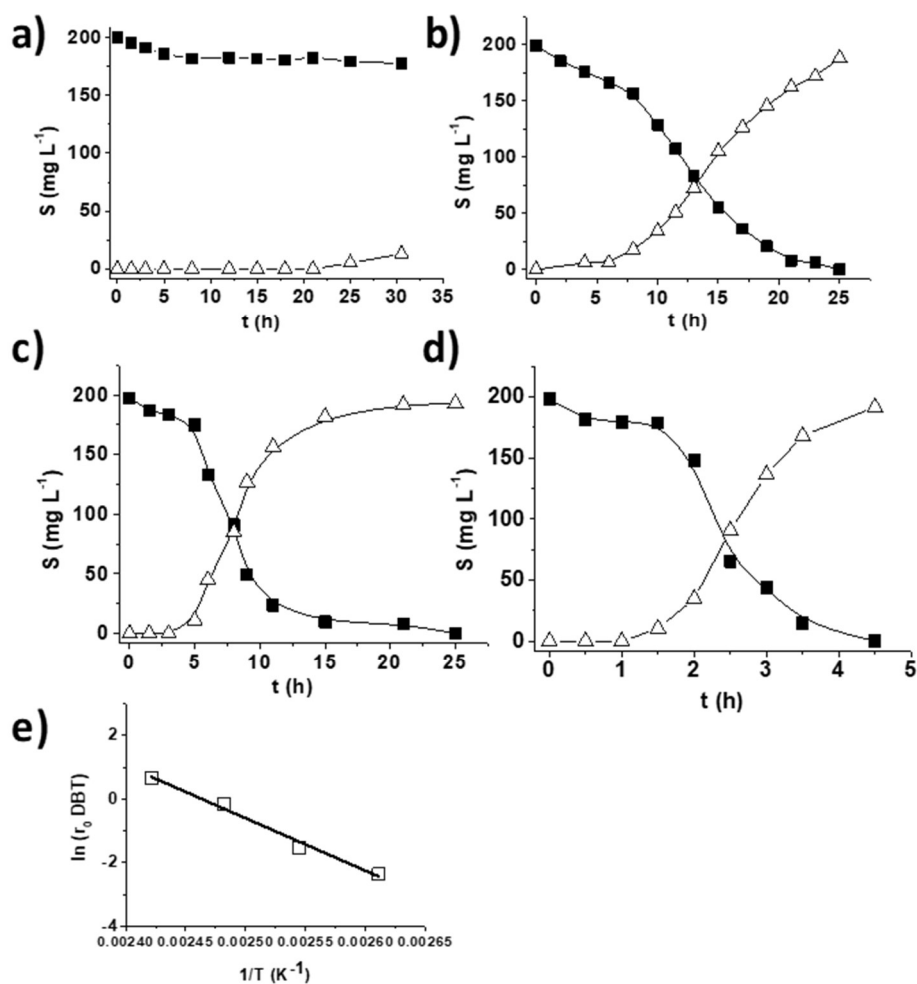 a)
200
150
100
50
0
S (mg L⁻¹)
0 5 10 15 20 25 30 35
t (h)
b)
200
150
100
50
0
S (mg L⁻¹)
0 5 10 15 20 25
t (h)
c)
200
150
100
50
0
S (mg L⁻¹)
0 5 10 15 20 25
t (h)
d)
200
150
100
50
0
S (mg L⁻¹)
0 1 2 3 4 5
t (h)
e)
2
0
-2
-4
ln (r₀ DBT)
0.00240 0.00245 0.00250 0.00255 0.00260 0.00265
1/T (K⁻¹)